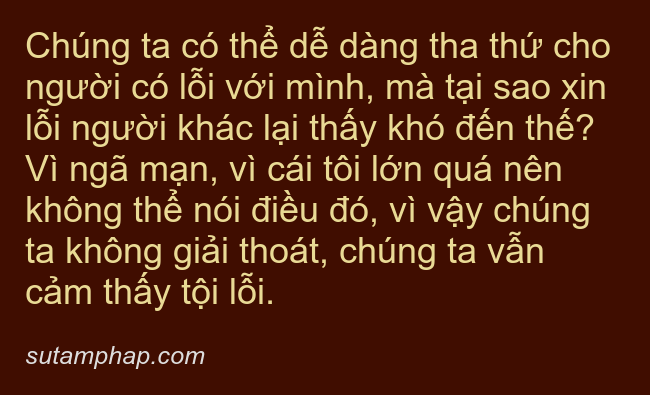 Chúng ta có thể dễ dàng tha thứ cho
người có lỗi với mình, mà tại sao xin
lỗi người khác lại thấy khó đến thế?
Vì ngã mạn, vì cái tôi lớn quá nên
không thể nói điều đó, vì vậy chúng
ta không giải thoát, chúng ta vẫn
cảm thấy tội lỗi.
sutamphap.com